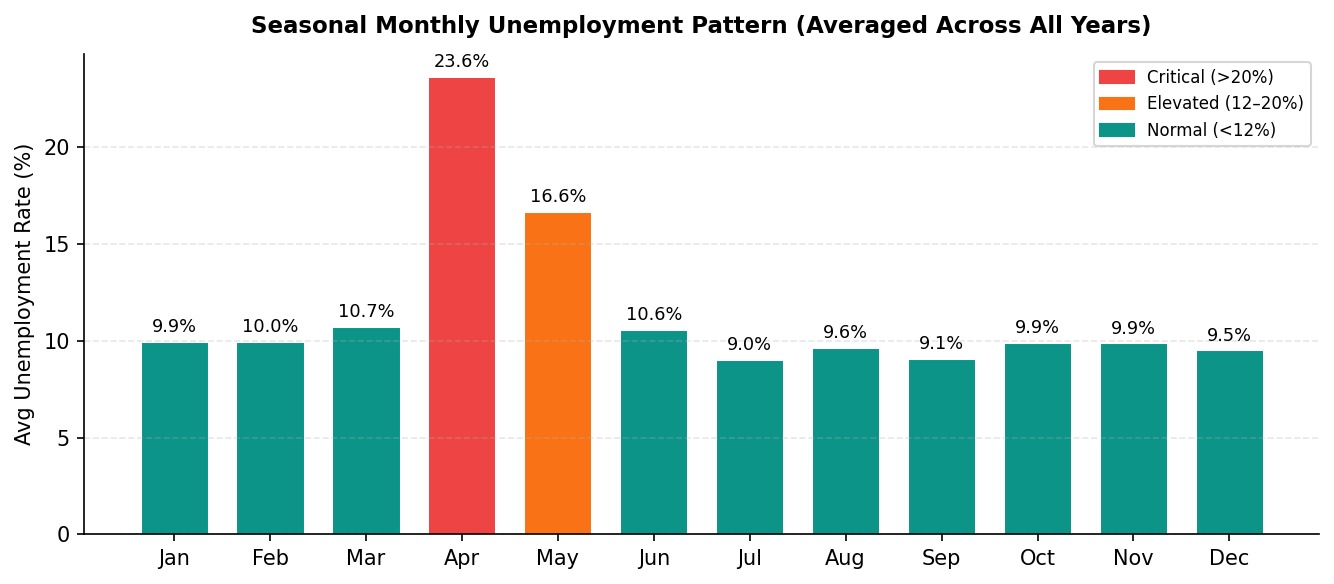 Seasonal Monthly Unemployment Pattern (Averaged Across All Years)
Avg Unemployment Rate (%)
20
15
10
5
0
23.6%
16.6%
9.9%
10.0%
10.7%
10.6%
9.0%
9.6%
9.1%
9.9%
9.9%
9.5%
Critical (>20%)
Elevated (12–20%)
Normal (<12%)
Jan Feb Mar Apr May Jun Jul Aug Sep Oct Nov Dec